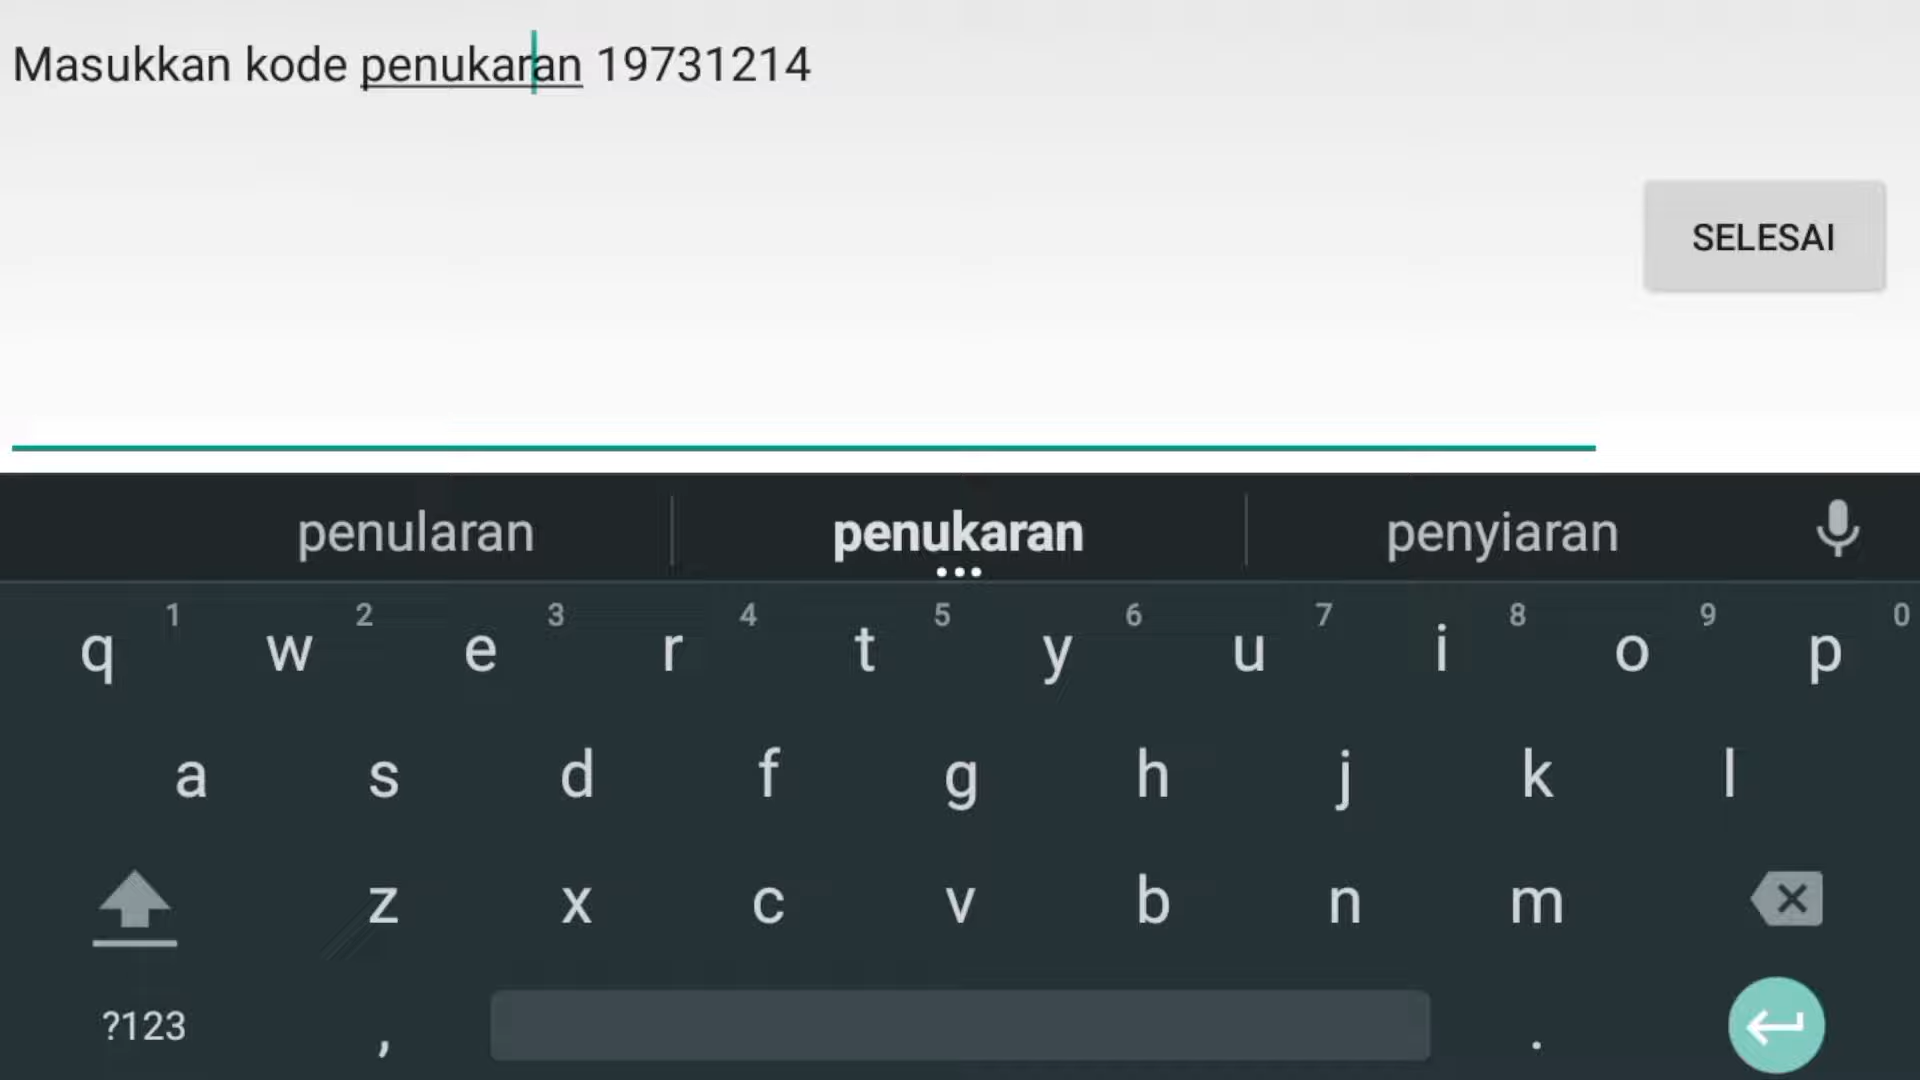 Masukkan kode penukaran 19731214
SELESAI
penularan penukaran penyiaran
1 2 3 4 5 6 7 8 9 0
q w e r t y u i o p
a s d f g h j k l
z x c v b n m
?123 , .